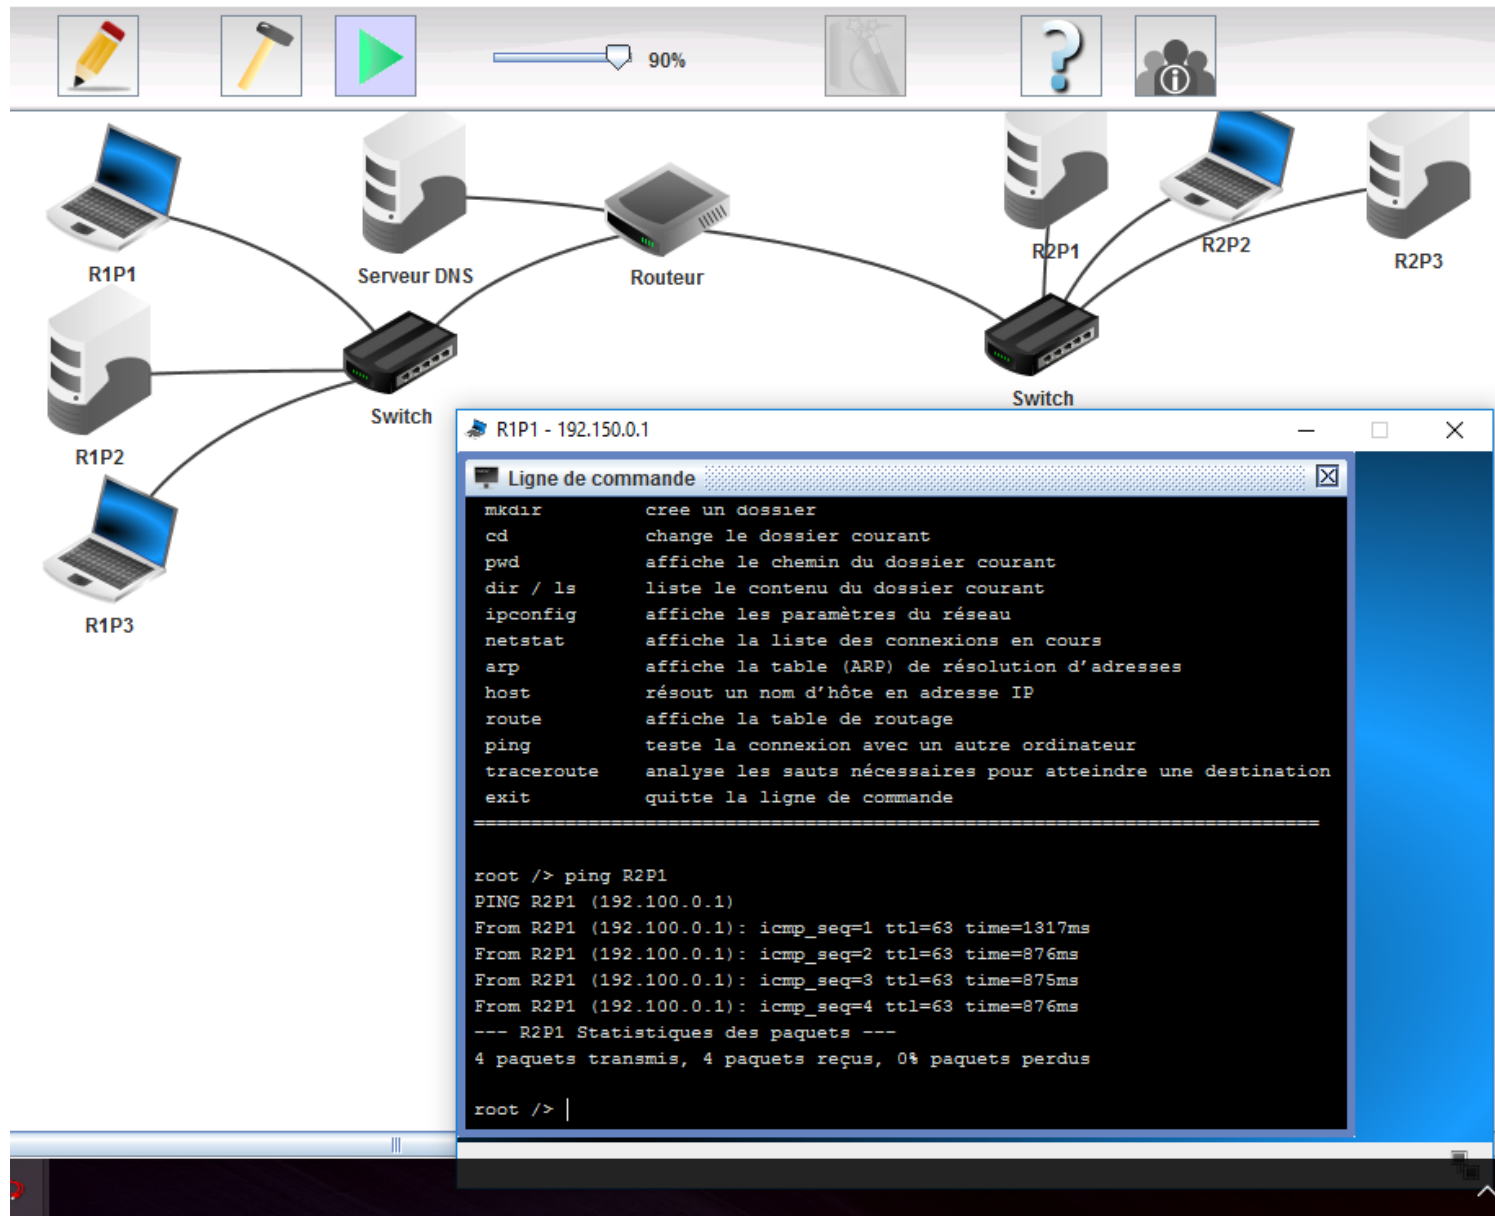 90%
R1P1
Serveur DNS
Routeur
R2P1
R2P2
R2P3
Switch
Switch
R1P2
R1P3
R1P1 - 192.150.0.1
Ligne de commande
mkdir cree un dossier
cd change le dossier courant
pwd affiche le chemin du dossier courant
dir / ls liste le contenu du dossier courant
ipconfig affiche les paramètres du réseau
netstat affiche la liste des connexions en cours
arp affiche la table (ARP) de résolution d'adresses
host résout un nom d'hôte en adresse IP
route affiche la table de routage
ping teste la connexion avec un autre ordinateur
traceroute analyse les sauts nécessaires pour atteindre une destination
exit quitte la ligne de commande
==========================================================================
root /> ping R2P1
PING R2P1 (192.100.0.1)
From R2P1 (192.100.0.1): icmp_seq=1 ttl=63 time=1317ms
From R2P1 (192.100.0.1): icmp_seq=2 ttl=63 time=876ms
From R2P1 (192.100.0.1): icmp_seq=3 ttl=63 time=875ms
From R2P1 (192.100.0.1): icmp_seq=4 ttl=63 time=876ms
--- R2P1 Statistiques des paquets ---
4 paquets transmis, 4 paquets reçus, 0% paquets perdus
root />